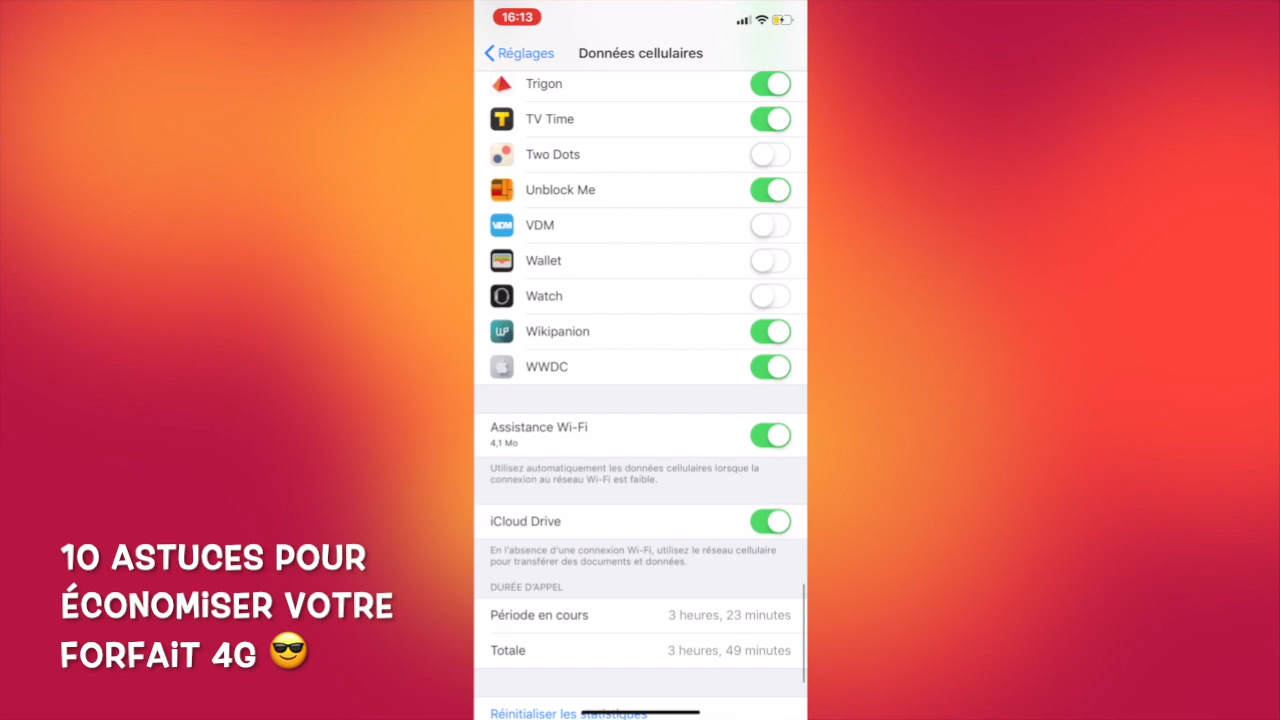 16:13
Réglages
Données cellulaires
Trigon
TV Time
Two Dots
Unblock Me
VDM
VDM
Wallet
Watch
Wikipanion
WWDC
Assistance Wi-Fi
4,1 Mo
Utilisez automatiquement les données cellulaires lorsque la
connexion au réseau Wi-Fi est faible.
iCloud Drive
En l'absence d'une connexion Wi-Fi, utilisez le réseau cellulaire
pour transférer des documents et données.
DURÉE D'APPEL
Période en cours 3 heures, 23 minutes
Totale 3 heures, 49 minutes
Réinitialiser les statistiques
10 ASTUCES POUR
ÉCONOMiSER VOTRE
FORFAiT 4G 😎